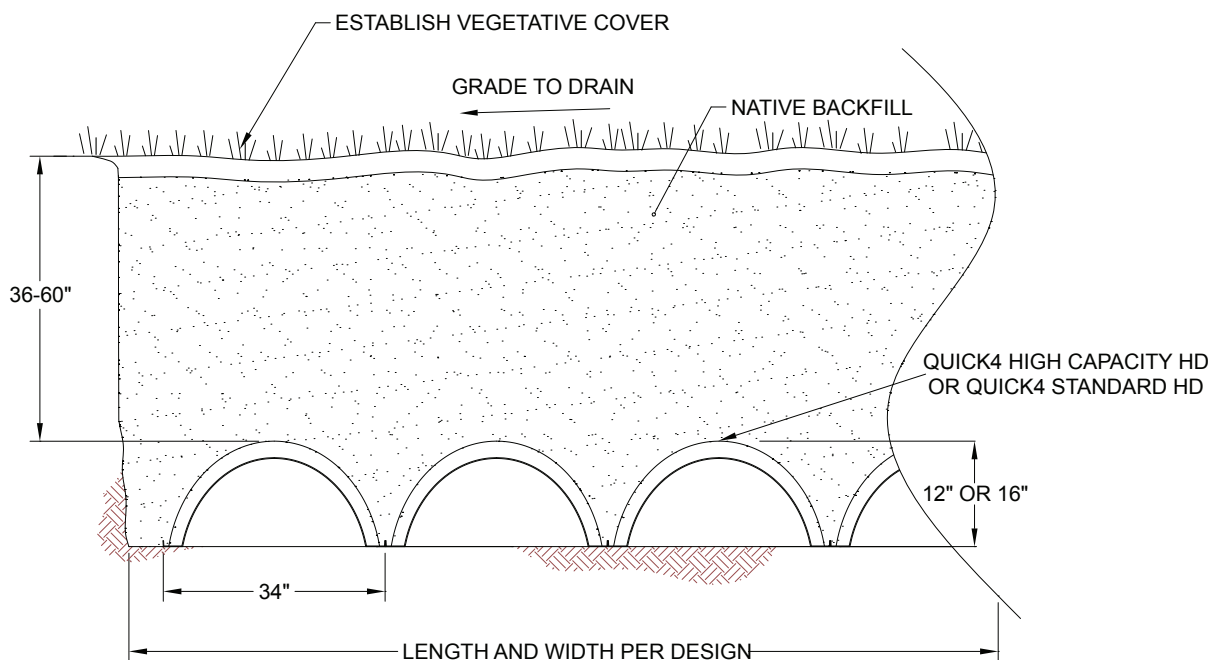 ESTABLISH VEGETATIVE COVER
GRADE TO DRAIN
NATIVE BACKFILL
36-60"
QUICK4 HIGH CAPACITY HD
OR QUICK4 STANDARD HD
12" OR 16"
34"
LENGTH AND WIDTH PER DESIGN